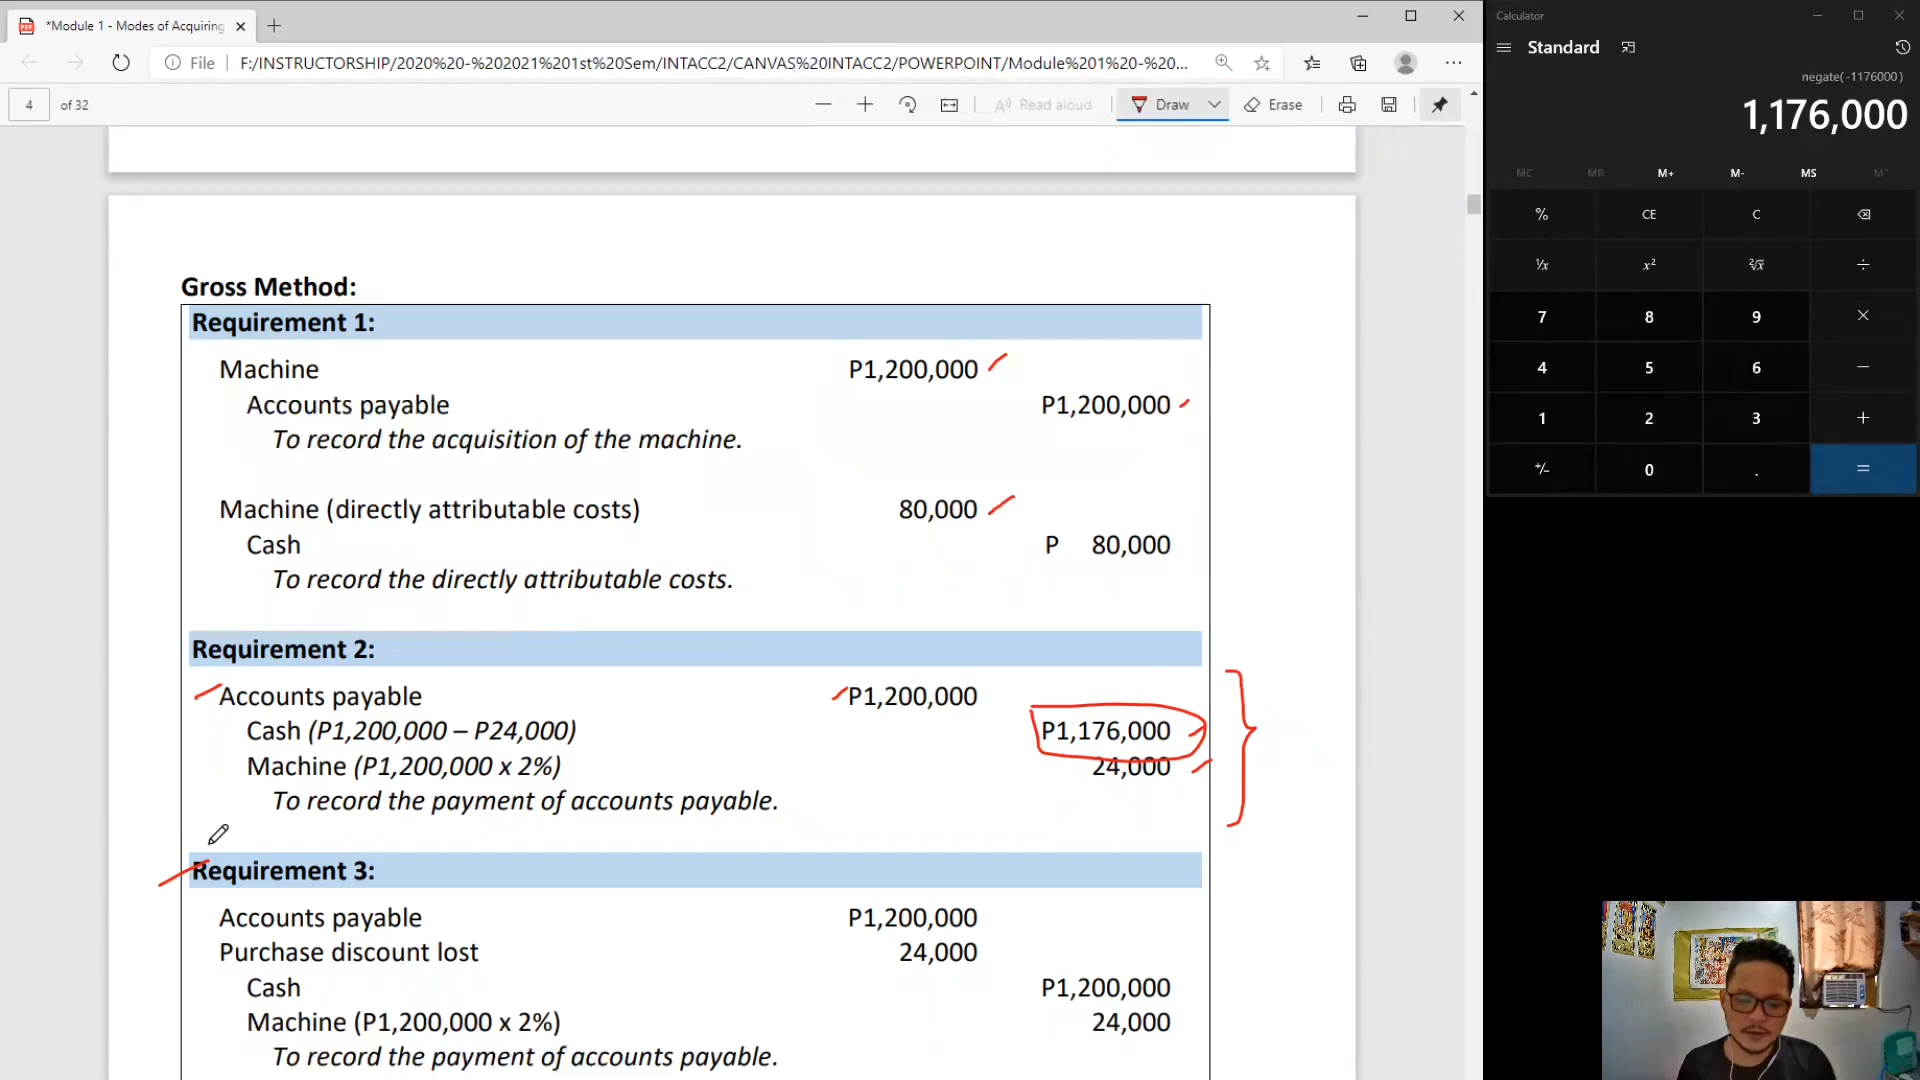 *Module 1 - Modes of Acquiring
File
F:/INSTRUCTORSHIP/2020%20-%202021%201st%20Sem/INTACC2/CANVAS%20INTACC2/POWERPOINT/Module%201%20-%20...
4 of 32
Read aloud
Draw
Erase
Gross Method:
Requirement 1:
Machine P1,200,000
Accounts payable P1,200,000
To record the acquisition of the machine.
Machine (directly attributable costs) 80,000
Cash P 80,000
To record the directly attributable costs.
Requirement 2:
Accounts payable P1,200,000
Cash (P1,200,000 – P24,000) P1,176,000
Machine (P1,200,000 x 2%) 24,000
To record the payment of accounts payable.
Requirement 3:
Accounts payable P1,200,000
Purchase discount lost 24,000
Cash P1,200,000
Machine (P1,200,000 x 2%) 24,000
To record the payment of accounts payable.
Calculator
Standard
negate( -1176000 )
1,176,000
MC MR M+ M- MS M˅
% CE C
¹/x x² ²√x ÷
7 8 9 ×
4 5 6 −
1 2 3 +
+/- 0 . =